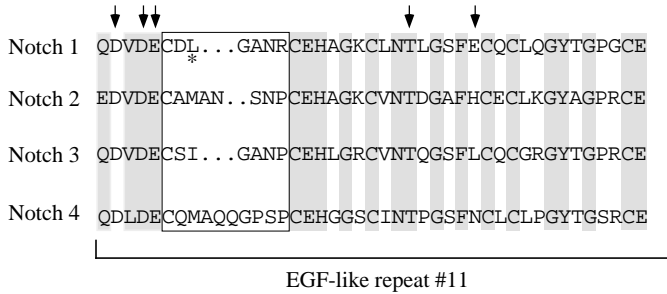 Notch 1 QDVDECDL...GANRCEHAGKCLNTLGSFECQCLQGYTGPGCE
*
Notch 2 EDVDECAMAN..SNPCEHAGKCVNTDGAFHCECLKGYAGPRCE
Notch 3 QDVDECSI...GANPCEHLGRCVNTQGSFLCQCGRGYTGPRCE
Notch 4 QDLDECQMAQQGPSPCEHGGSCINTPGSFNCLCLPGYTGSRCE
EGF-like repeat #11